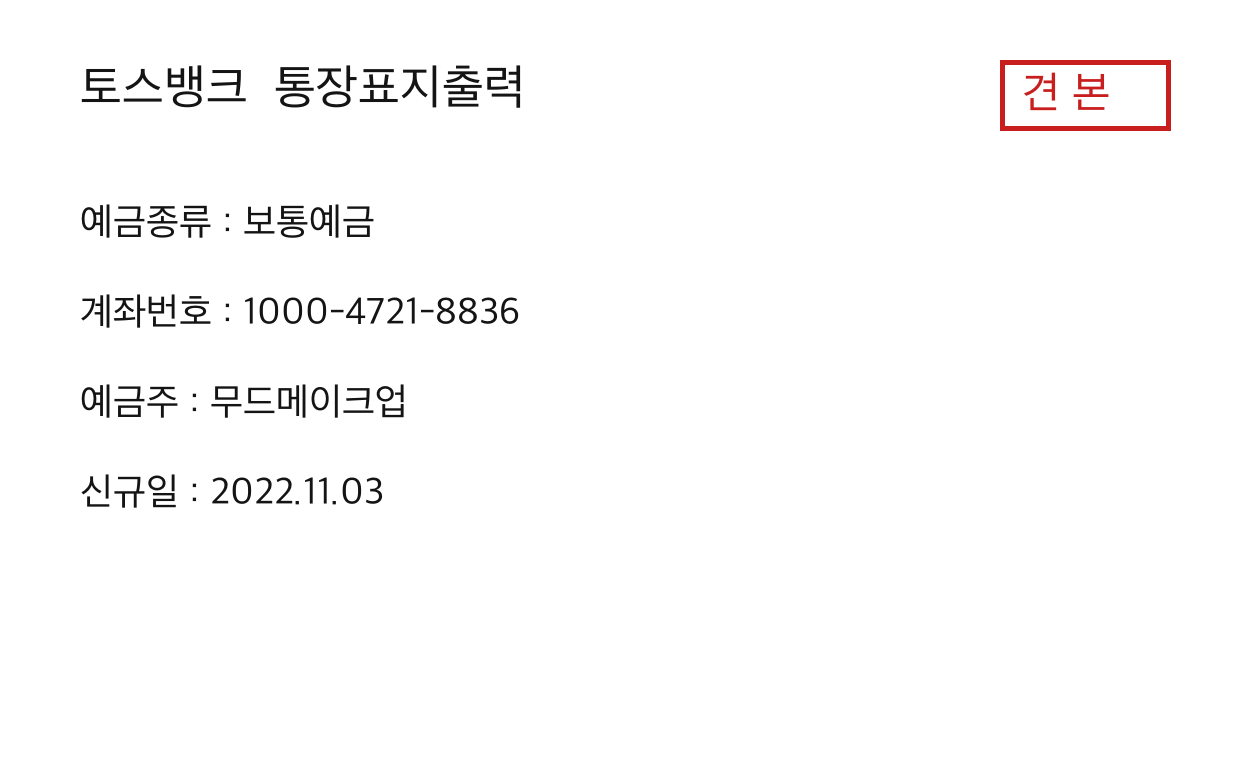 토스뱅크 통장표지출력
견 본
예금종류 : 보통예금
계좌번호 : 1000-4721-8836
예금주 : 무드메이크업
신규일 : 2022.11.03